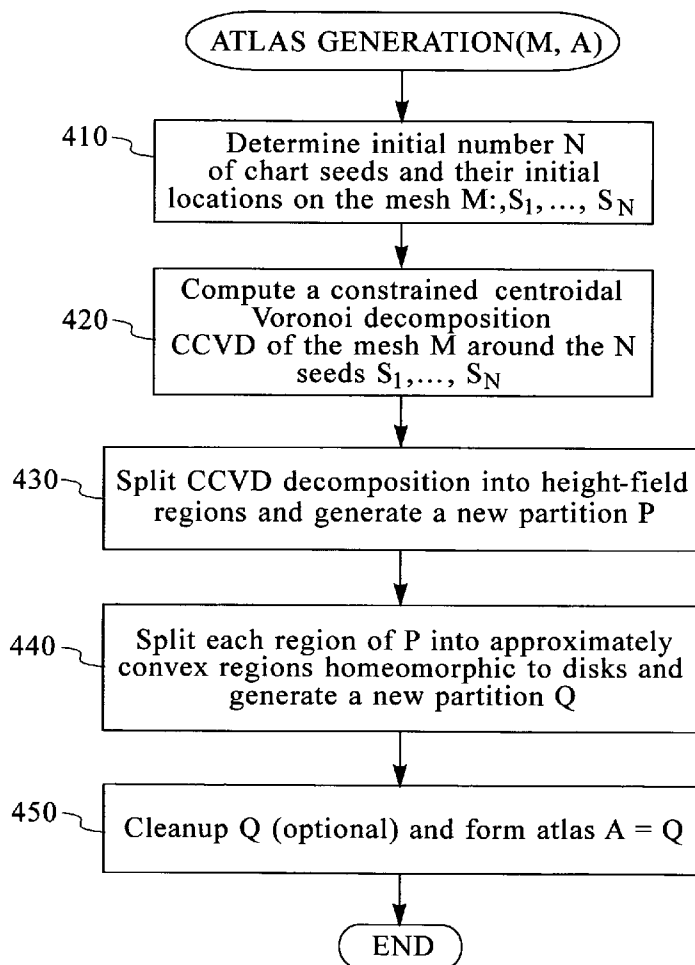 ATLAS GENERATION(M, A)
410
Determine initial number N
of chart seeds and their initial
locations on the mesh M:,S1,..., SN
420
Compute a constrained centroidal
Voronoi decomposition
CCVD of the mesh M around the N
seeds S1,..., SN
430
Split CCVD decomposition into height-field
regions and generate a new partition P
440
Split each region of P into approximately
convex regions homeomorphic to disks and
generate a new partition Q
450
Cleanup Q (optional) and form atlas A = Q
END